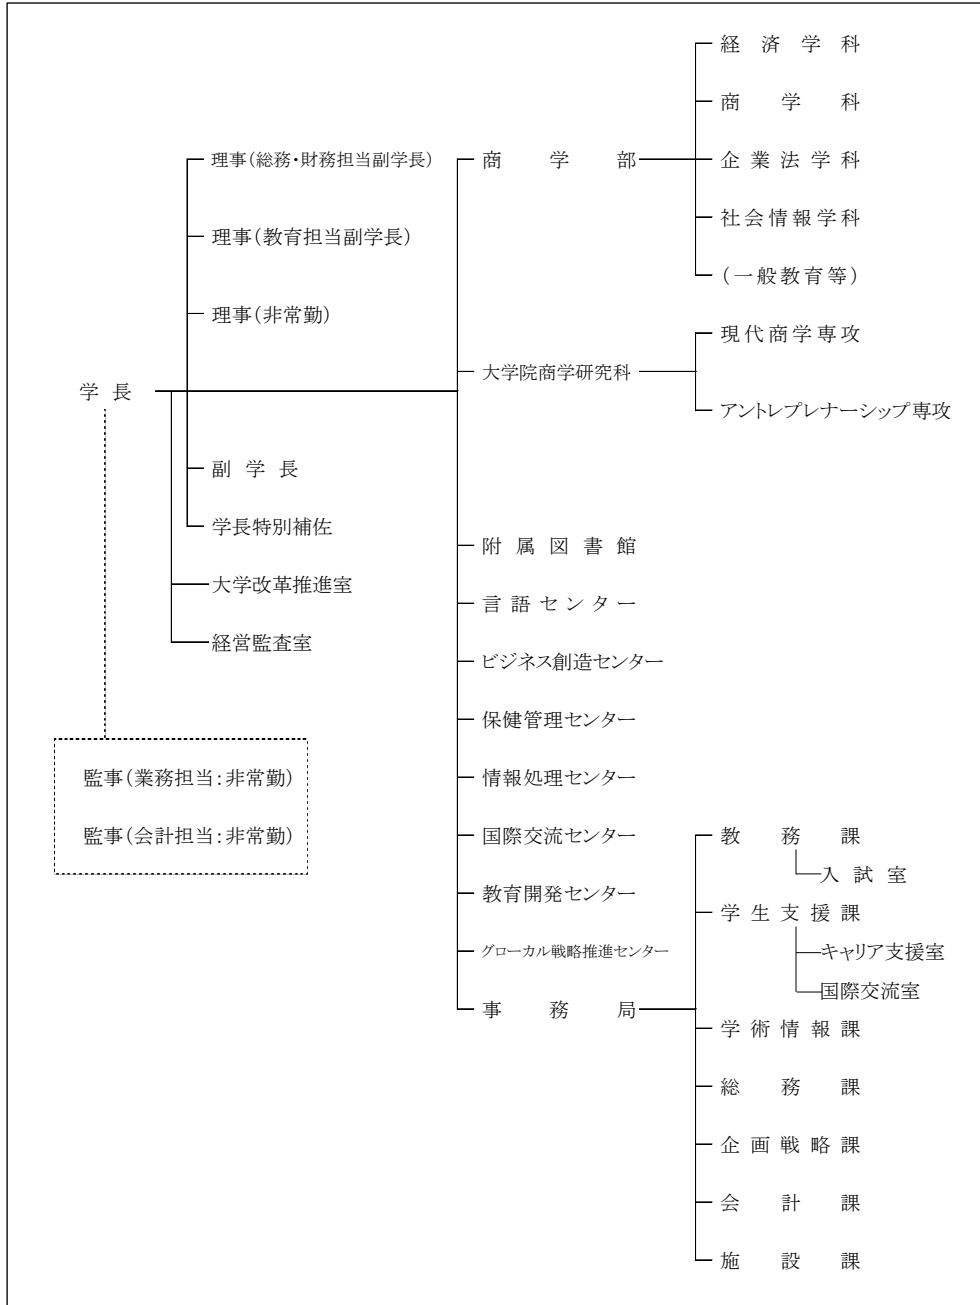 学長
理事(総務・財務担当副学長)
理事(教育担当副学長)
理事(非常勤)
副学長
学長特別補佐
大学改革推進室
経営監査室
監事(業務担当:非常勤)
監事(会計担当:非常勤)
商学部
経済学科
商学科
企業法学科
社会情報学科
(一般教育等)
大学院商学研究科
現代商学専攻
アントレプレナーシップ専攻
附属図書館
言語センター
ビジネス創造センター
保健管理センター
情報処理センター
国際交流センター
教育開発センター
グローカル戦略推進センター
事務局
教務課
入試室
学生支援課
キャリア支援室
国際交流室
学術情報課
総務課
企画戦略課
会計課
施設課